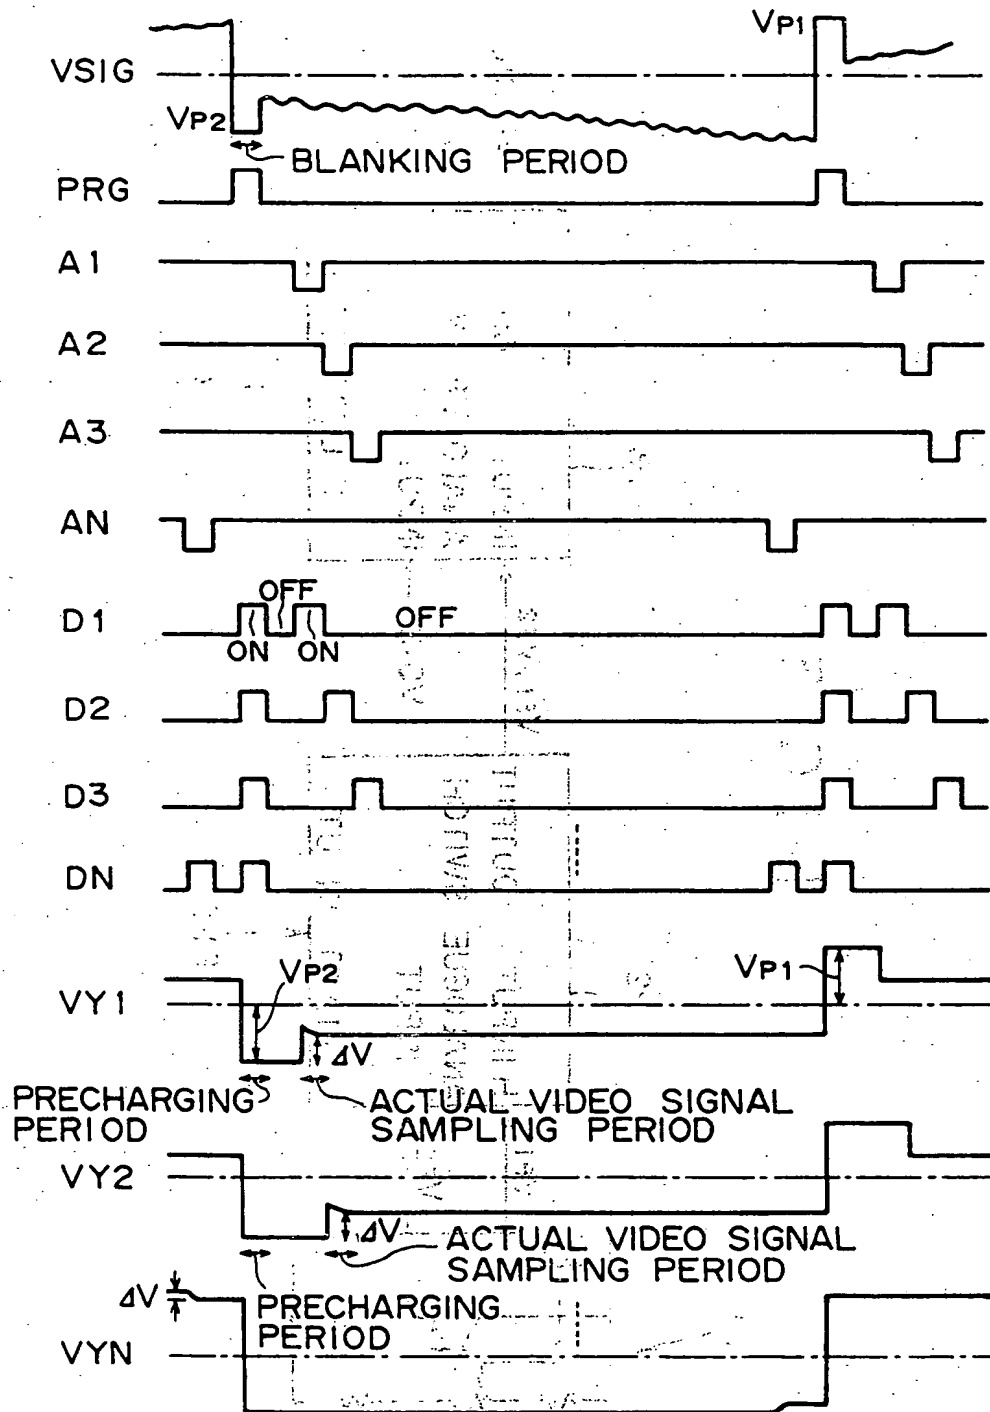 VP1
VSIG
VP2
BLANKING PERIOD
PRG
A1
A2
A3
AN
OFF
D1
OFF
ON
ON
D2
D3
DN
VP2
VP1
VY1
ΔV
PRECHARGING
PERIOD
ACTUAL VIDEO SIGNAL
SAMPLING PERIOD
VY2
ΔV
ACTUAL VIDEO SIGNAL
SAMPLING PERIOD
ΔV
PRECHARGING
PERIOD
VYN